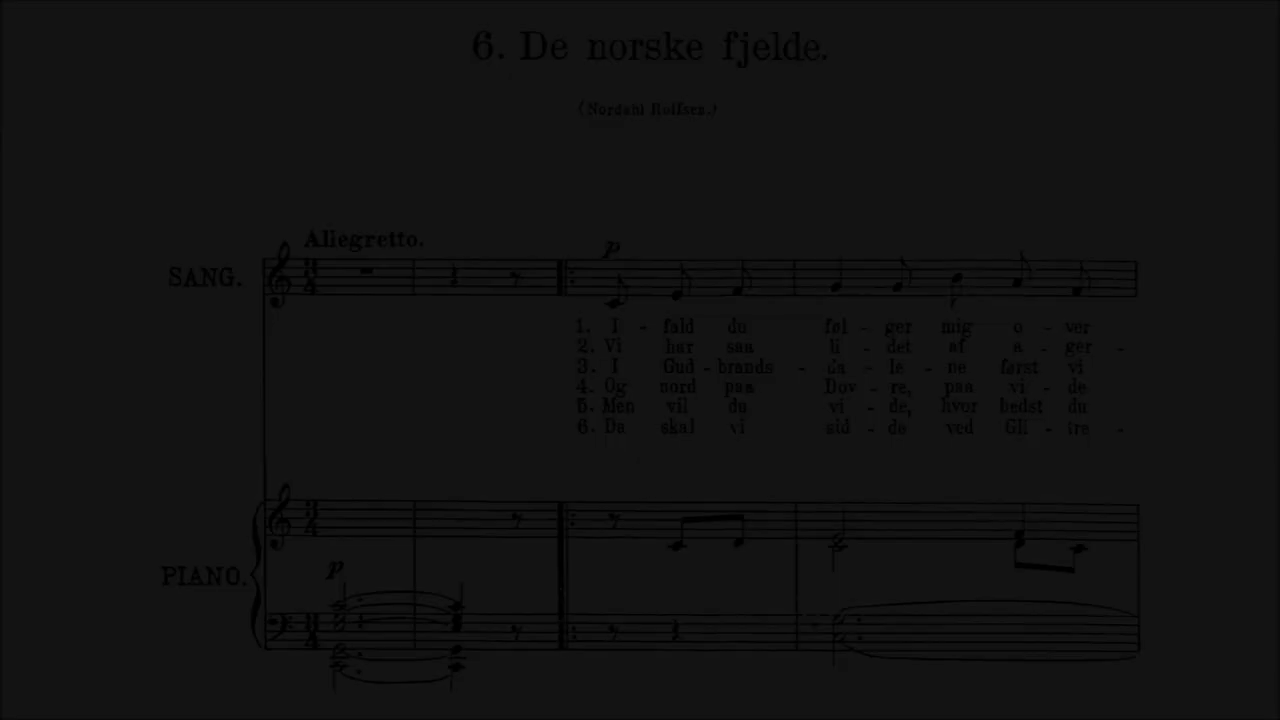 6. De norske fjelde.
(Nordahl Rolfsen.)
Allegretto.
p
SANG.
1. I - fald du føl - ger mig o - ver
2. Vi har saa li - det af a - ger -
3. I Gud - brands - da - le - ne først vi
4. Og nord paa Dov - re, paa vi - de
5. Men vil du vi - de, hvor bedst du
6. Da skal vi sid - de ved Gli - tre -
p
PIANO.